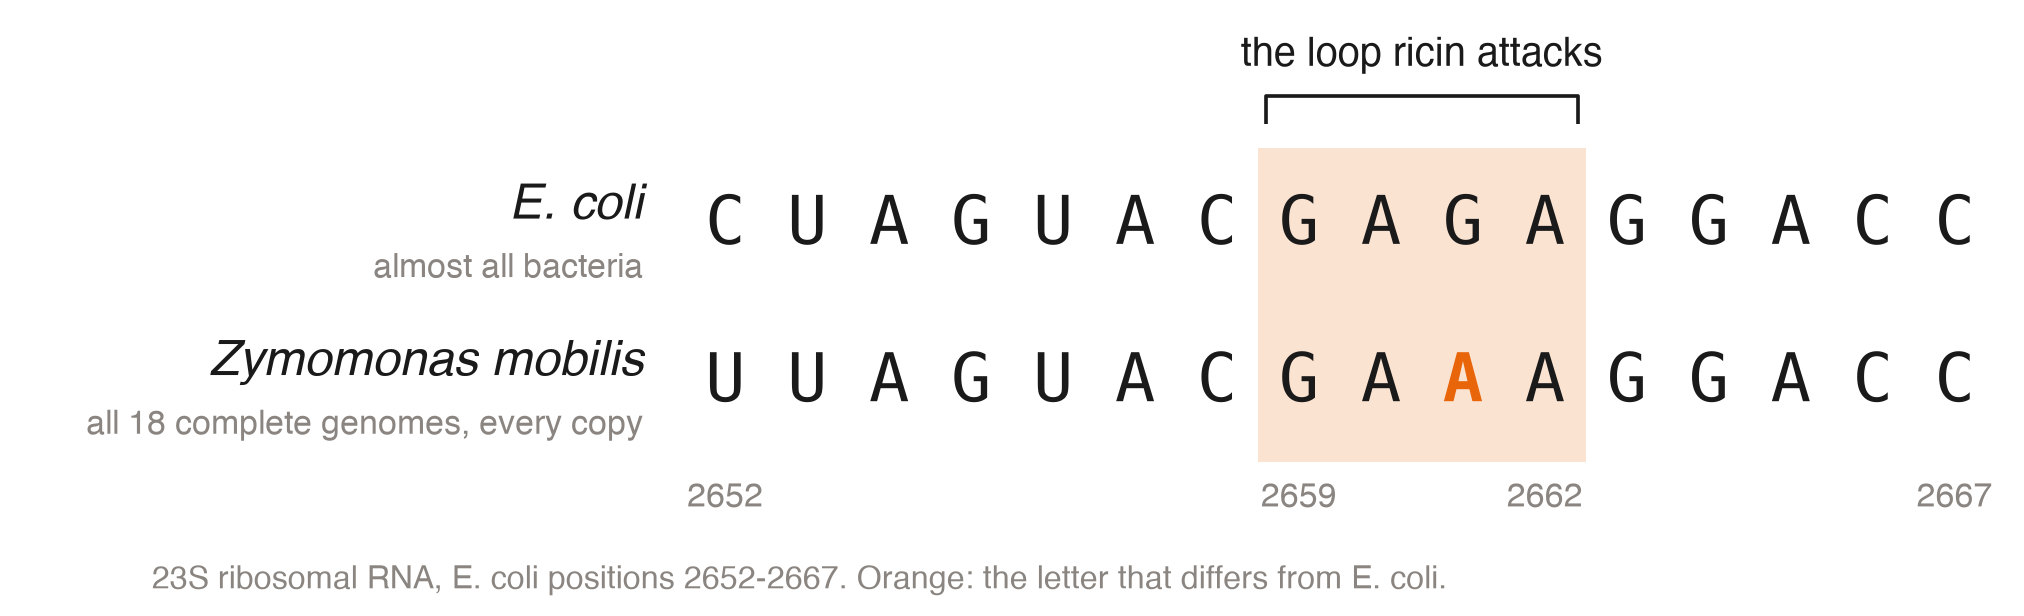 the loop ricin attacks
E. coli C U A G U A C G A G A G G A C C
almost all bacteria
Zymomonas mobilis U U A G U A C G A A A G G A C C
all 18 complete genomes, every copy
2652 2659 2662 2667
23S ribosomal RNA, E. coli positions 2652-2667. Orange: the letter that differs from E. coli.